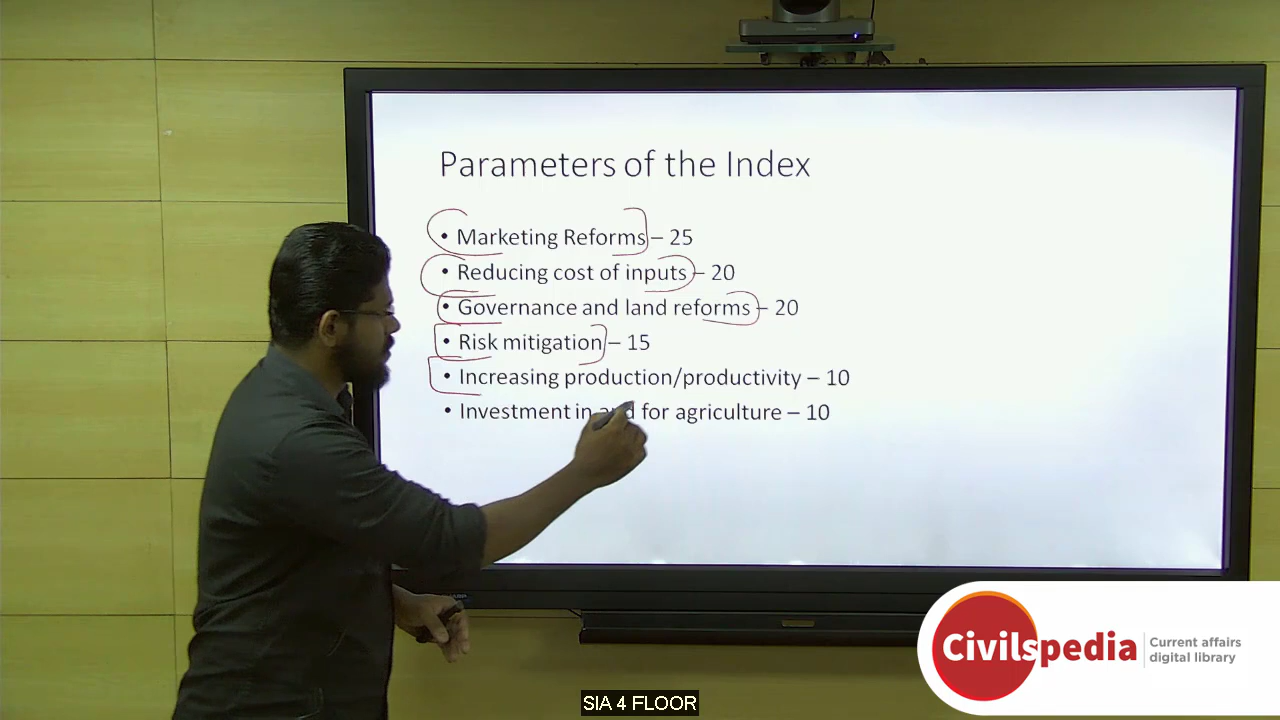 Parameters of the Index
• Marketing Reforms – 25
• Reducing cost of inputs – 20
• Governance and land reforms – 20
• Risk mitigation – 15
• Increasing production/productivity – 10
• Investment in and for agriculture – 10
Civilspedia
Current affairs
digital library
SIA 4 FLOOR